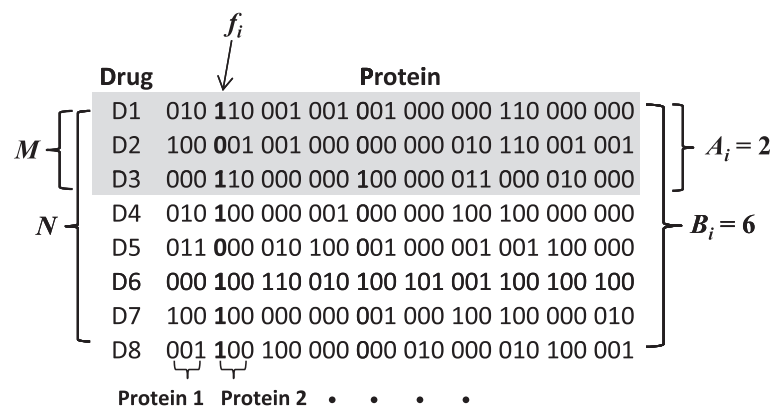 fi
Drug Protein
D1 010 110 001 001 001 000 000 110 000 000
M D2 100 001 001 000 000 000 010 110 001 001 Ai = 2
D3 000 110 000 000 100 000 011 000 010 000
N D4 010 100 000 001 000 000 100 100 000 000 Bi = 6
D5 011 000 010 100 001 000 001 001 100 000
D6 000 100 110 010 100 101 001 100 100 100
D7 100 100 000 000 001 000 100 100 000 010
D8 001 100 100 000 000 010 000 010 100 001
Protein 1 Protein 2 • • • •